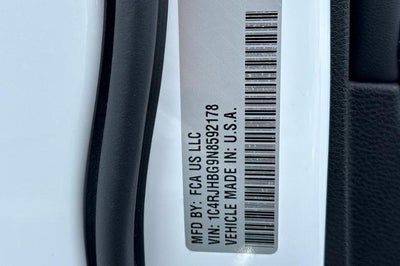 MFD BY: FCA US LLC
VIN: 1C4RJHBG9N8592178
VEHICLE MADE IN: U.S.A.